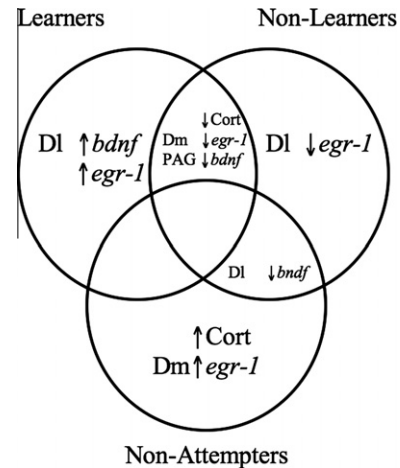 Learners Non-Learners
↓Cort
Dm ↓egr-1
PAG ↓bdnf
Dl ↑bdnf
↑egr-1
Dl ↓egr-1
Dl ↓bndf
↑Cort
Dm↑egr-1
Non-Attempters